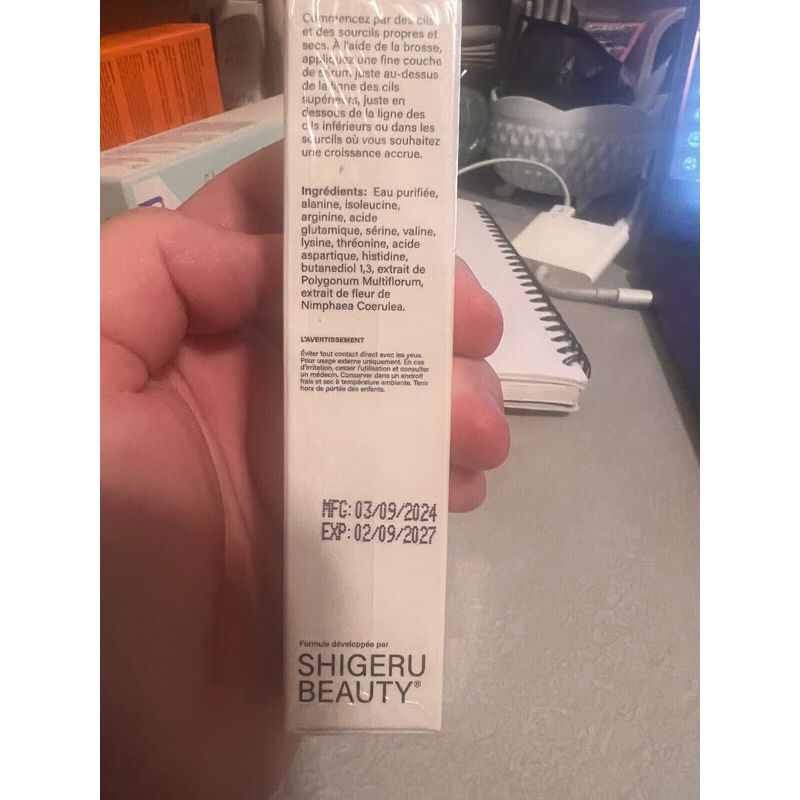 Commencez par des cils
et des sourcils propres et
secs. À l'aide de la brosse,
appliquez une fine couche
de sérum juste au-dessus
de la ligne des cils
supérieurs, juste en
dessous de la ligne des
cils inférieurs ou dans les
sourcils où vous souhaitez
une croissance accrue.
Ingrédients: Eau purifiée,
alanine, isoleucine,
arginine, acide
glutamique, sérine, valine,
lysine, thréonine, acide
aspartique, histidine,
butanediol 1,3, extrait de
Polygonum Multiflorum,
extrait de fleur de
Nimphaea Coerulea.
L'AVERTISSEMENT
Éviter tout contact direct avec les yeux.
Pour usage externe uniquement. En cas
d'irritation, cesser l'utilisation et consulter
un médecin. Conserver dans un endroit
frais et sec à température ambiante. Tenir
hors de portée des enfants.
MFG:03/09/2024
EXP:02/09/2027
Formule développée par
SHIGERU
BEAUTY®